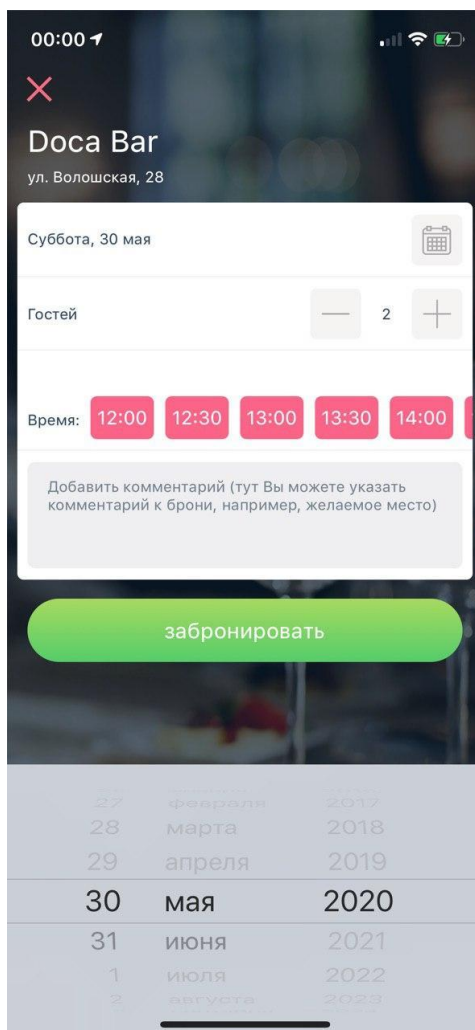 00:00
Doca Bar
ул. Волошская, 28
Суббота, 30 мая
Гостей 2
Время: 12:00 12:30 13:00 13:30 14:00
Добавить комментарий (тут Вы можете указать
комментарий к брони, например, желаемое место)
забронировать
27 февраля 2017
28 марта 2018
29 апреля 2019
30 мая 2020
31 июня 2021
1 июля 2022
2 августа 2023